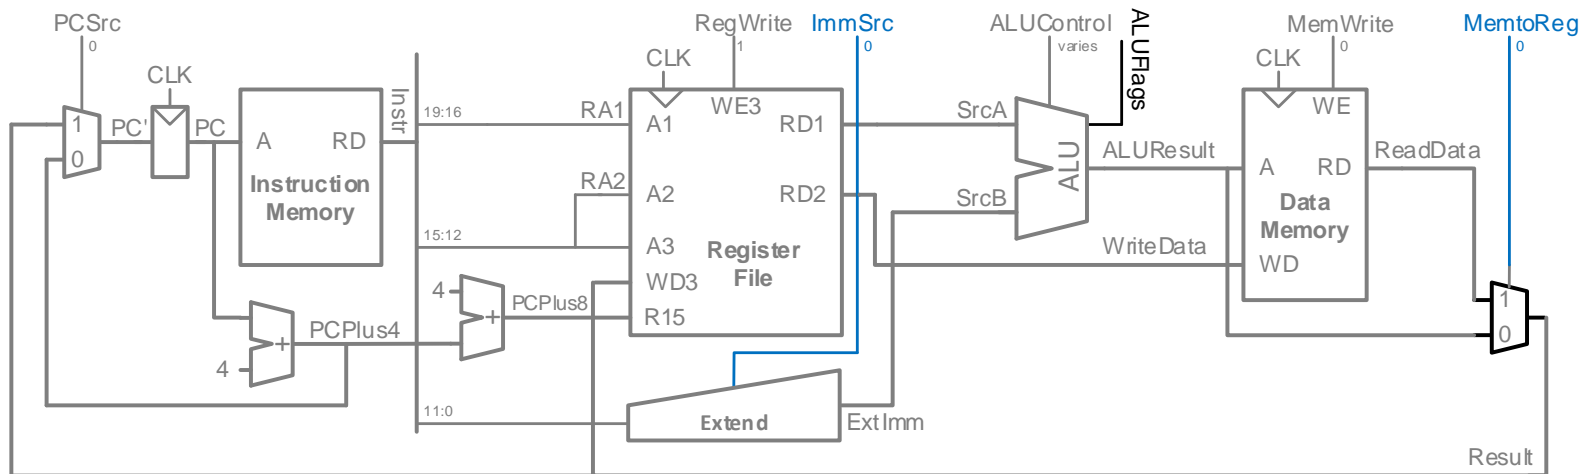 PCSrc
0
RegWrite
1
ImmSrc
0
ALUControl
varies
ALUFlags
MemWrite
0
MemtoReg
0
CLK
CLK
CLK
1
0
PC'
PC
A
RD
Instruction
Memory
Instr
19:16
RA1
A1
WE3
RD1
SrcA
RA2
A2
RD2
SrcB
ALU
ALUResult
A
WE
RD
ReadData
Data
Memory
15:12
A3
Register
File
WriteData
WD
WD3
R15
4
+
PCPlus8
PCPlus4
+
4
1
0
11:0
Extend
ExtImm
Result